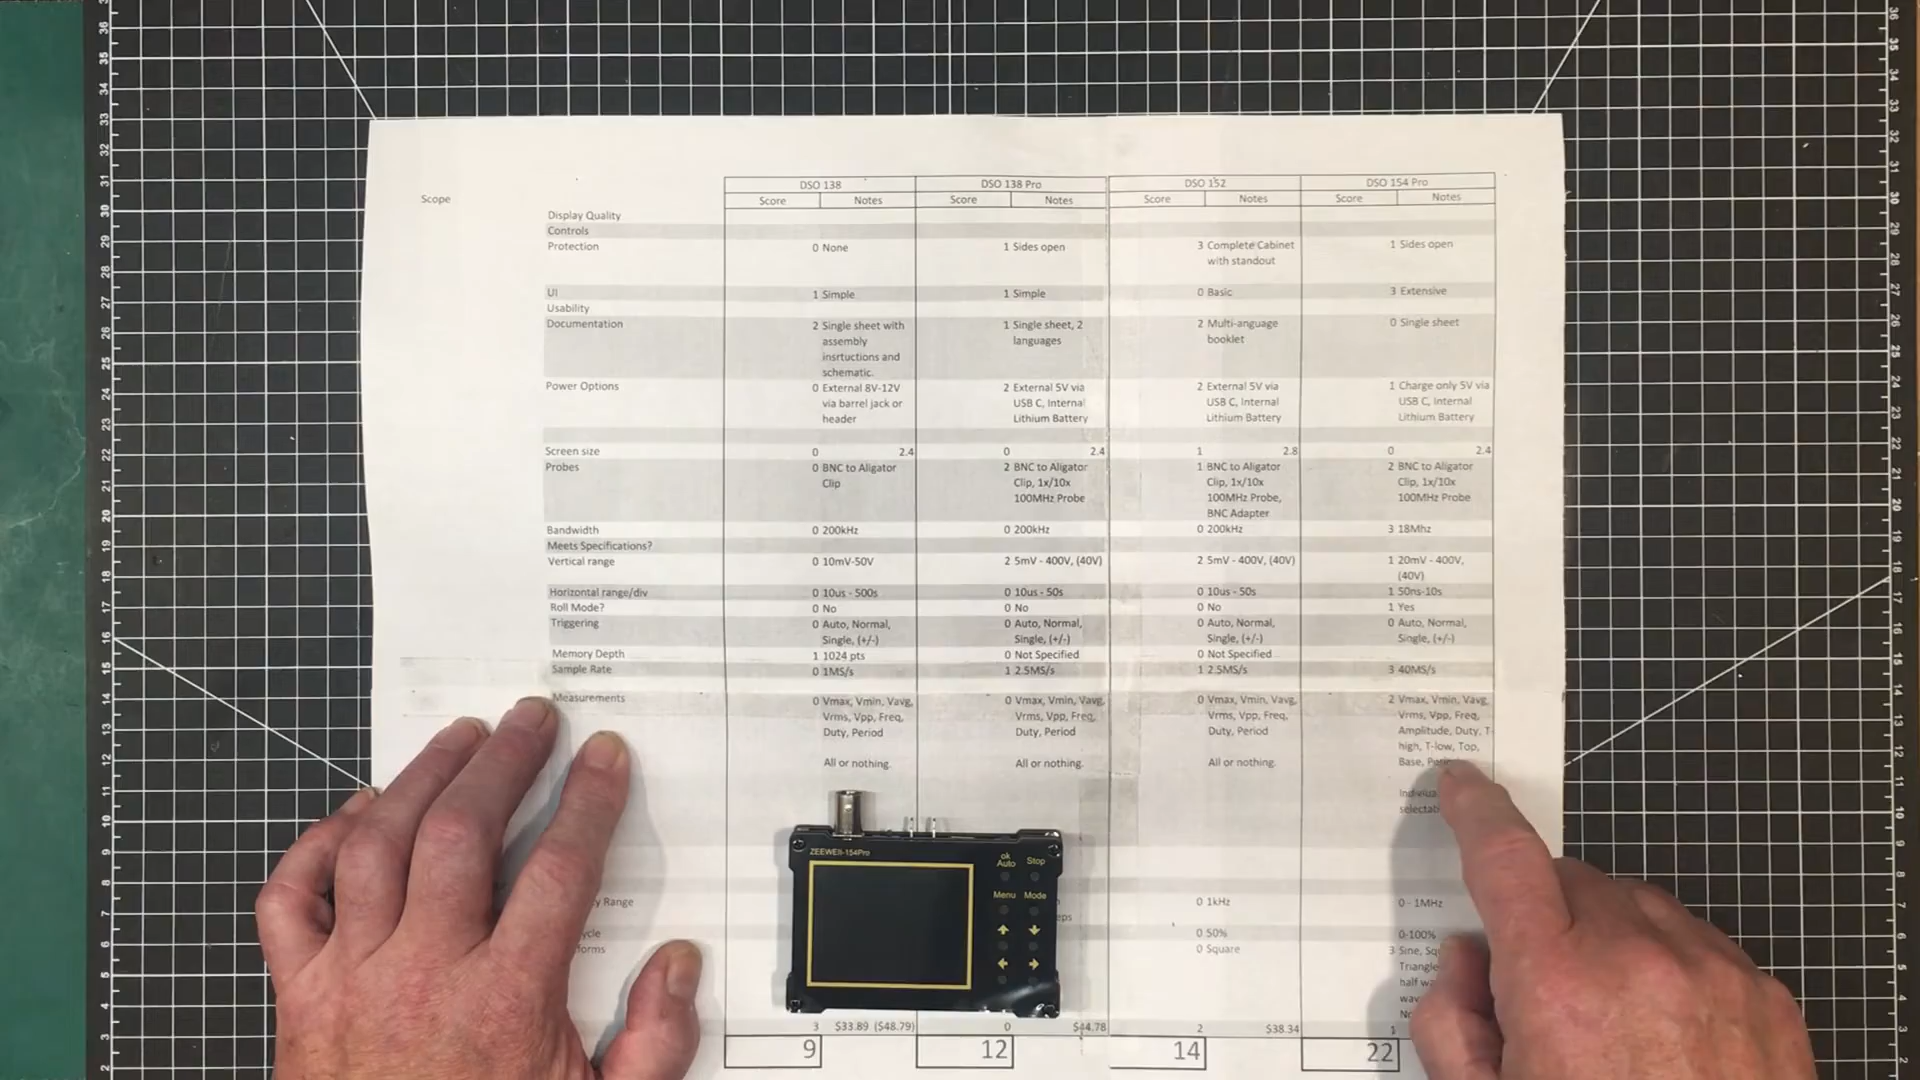 DSO 138 DSO 138 Pro DSO 152 DSO 154 Pro
Scope Score Notes Score Notes Score Notes Score Notes
Display Quality
Controls
Protection 0 None 1 Sides open 3 Complete Cabinet 1 Sides open
with standout
UI 1 Simple 1 Simple 0 Basic 3 Extensive
Usability
Documentation 2 Single sheet with 1 Single sheet, 2 2 Multi-anguage 0 Single sheet
assembly languages booklet
insrtuctions and
schematic.
Power Options 0 External 8V-12V 2 External 5V via 2 External 5V via 1 Charge only 5V via
via barrel jack or USB C, Internal USB C, Internal USB C, Internal
header Lithium Battery Lithium Battery Lithium Battery
Screen size 0 2.4 0 2.4 1 2.8 0 2.4
Probes 0 BNC to Aligator 2 BNC to Aligator 1 BNC to Aligator 2 BNC to Aligator
Clip Clip, 1x/10x Clip, 1x/10x Clip, 1x/10x
100MHz Probe 100MHz Probe, 100MHz Probe
BNC Adapter
Bandwidth 0 200kHz 0 200kHz 0 200kHz 3 18Mhz
Meets Specifications?
Vertical range 0 10mV-50V 2 5mV - 400V, (40V) 2 5mV - 400V, (40V) 1 20mV - 400V,
(40V)
Horizontal range/div 0 10us - 500s 0 10us - 50s 0 10us - 50s 1 50ns-10s
Roll Mode? 0 No 0 No 0 No 1 Yes
Triggering 0 Auto, Normal, 0 Auto, Normal, 0 Auto, Normal, 0 Auto, Normal,
Single, (+/-) Single, (+/-) Single, (+/-) Single, (+/-)
Memory Depth 1 1024 pts 0 Not Specified 0 Not Specified
Sample Rate 0 1MS/s 1 2.5MS/s 1 2.5MS/s 3 40MS/s
Measurements 0 Vmax, Vmin, Vavg, 0 Vmax, Vmin, Vavg, 0 Vmax, Vmin, Vavg, 2 Vmax, Vmin, Vavg,
Vrms, Vpp, Freq, Vrms, Vpp, Freq, Vrms, Vpp, Freq, Vrms, Vpp, Freq,
Duty, Period Duty, Period Duty, Period Amplitude, Duty, T-
high, T-low, Top,
All or nothing. All or nothing. All or nothing. Base,
ZEEWEII-154Pro
ok
Auto Stop
Menu Mode
Range 0 1kHz 0 - 1MHz
0 50% 0-100%
0 Square 3 Sine,
Triangle
half
3 $33.89 ($48.79) 0 $44.78 2 $38.34 1
9 12 14 22